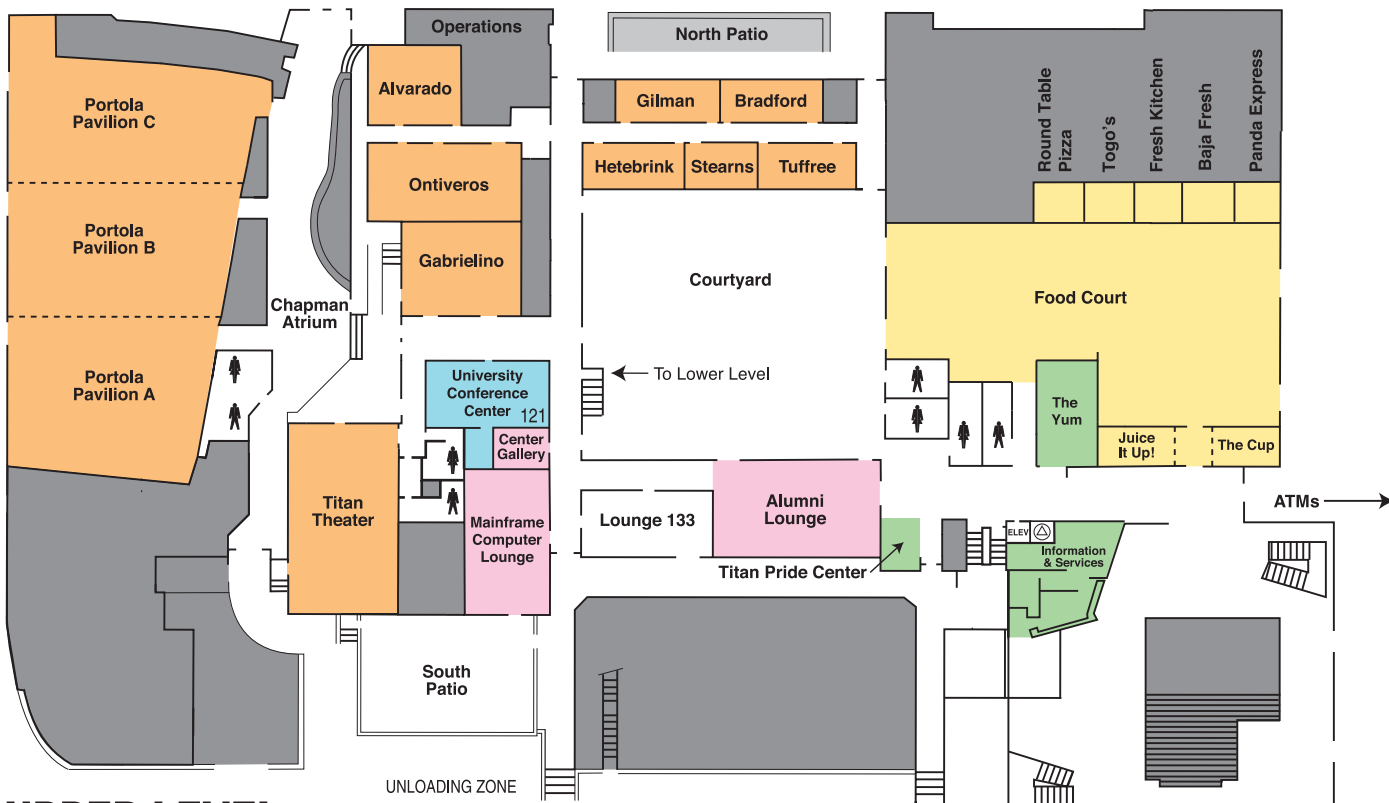 Operations
North Patio
Alvarado
Gilman
Bradford
Portola
Pavilion C
Round Table
Pizza
Togo's
Fresh Kitchen
Baja Fresh
Panda Express
Hetebrink
Stearns
Tuffree
Ontiveros
Portola
Pavilion B
Gabrielino
Courtyard
Food Court
Chapman
Atrium
Portola
Pavilion A
University
Conference
Center
121
To Lower Level
The
Yum
Center
Gallery
Juice
It Up!
The Cup
Titan
Theater
Mainframe
Computer
Lounge
Lounge 133
Alumni
Lounge
ATMs
ELEV
Information
& Services
Titan Pride Center
South
Patio
UNLOADING ZONE
UPPER LEVEL